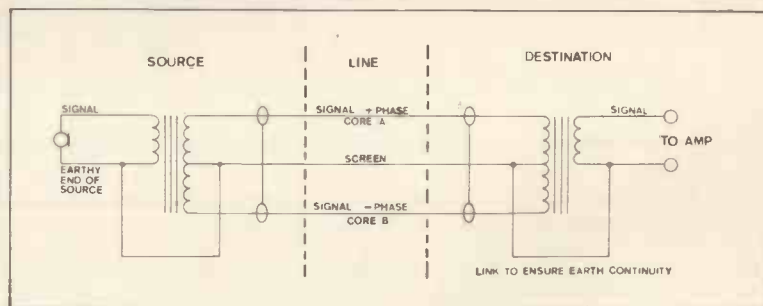 SOURCE
LINE
DESTINATION
SIGNAL
SIGNAL + PHASE
CORE A
SIGNAL
TO AMP
SCREEN
EARTHY
END OF
SOURCE
SIGNAL - PHASE
CORE B
LINK TO ENSURE EARTH CONTINUITY